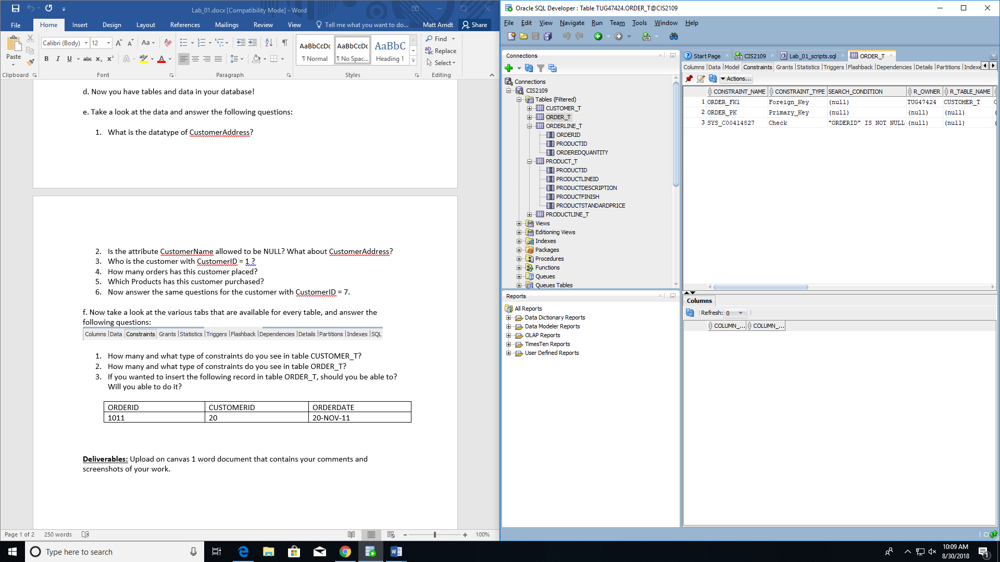 Lab_01.docx [Compatibility Mode] - Word
File Home Insert Design Layout References Mailings Review View Tell me what you want to do... Matt Arndt Share
Paste
Calibri (Body) 12
B I U abc x₂ x²
AaBbCcDc AaBbCcDc AaBbC
¶ Normal ¶ No Spac... Heading 1
Find
Replace
Select
Clipboard Font Paragraph Styles Editing
d. Now you have tables and data in your database!
e. Take a look at the data and answer the following questions:
1. What is the datatype of CustomerAddress?
2. Is the attribute CustomerName allowed to be NULL? What about CustomerAddress?
3. Who is the customer with CustomerID = 1 ?
4. How many orders has this customer placed?
5. Which Products has this customer purchased?
6. Now answer the same questions for the customer with CustomerID = 7.
f. Now take a look at the various tabs that are available for every table, and answer the
following questions:
Columns Data Constraints Grants Statistics Triggers Flashback Dependencies Details Partitions Indexes SQL
1. How many and what type of constraints do you see in table CUSTOMER_T?
2. How many and what type of constraints do you see in table ORDER_T?
3. If you wanted to insert the following record in table ORDER_T, should you be able to?
Will you able to do it?
ORDERID CUSTOMERID ORDERDATE
1011 20 20-NOV-11
Deliverables: Upload on canvas 1 word document that contains your comments and
screenshots of your work.
Page 1 of 2 250 words 100%
Oracle SQL Developer : Table TUG47424.ORDER_T@CIS2109
File Edit View Navigate Run Team Tools Window Help
Connections
Connections
CIS2109
Tables (Filtered)
CUSTOMER_T
ORDER_T
ORDERLINE_T
ORDERID
PRODUCTID
ORDEREDQUANTITY
PRODUCT_T
PRODUCTID
PRODUCTLINEID
PRODUCTDESCRIPTION
PRODUCTFINISH
PRODUCTSTANDARDPRICE
PRODUCTLINE_T
Views
Editioning Views
Indexes
Packages
Procedures
Functions
Queues
Queues Tables
Reports
All Reports
Data Dictionary Reports
Data Modeler Reports
OLAP Reports
TimesTen Reports
User Defined Reports
Start Page CIS2109 Lab_01_scripts.sql ORDER_T
Columns Data Model Constraints Grants Statistics Triggers Flashback Dependencies Details Partitions Indexe
Actions...
CONSTRAINT_NAME CONSTRAINT_TYPE SEARCH_CONDITION R_OWNER R_TABLE_NAME
1 ORDER_FK1 Foreign_Key (null) TUG47424 CUSTOMER_T
2 ORDER_PK Primary_Key (null) (null) (null)
3 SYS_C00414827 Check "ORDERID" IS NOT NULL (null) (null)
Columns
Refresh: 0
COLUMN_... COLUMN_...
Type here to search
10:09 AM
8/30/2018
1